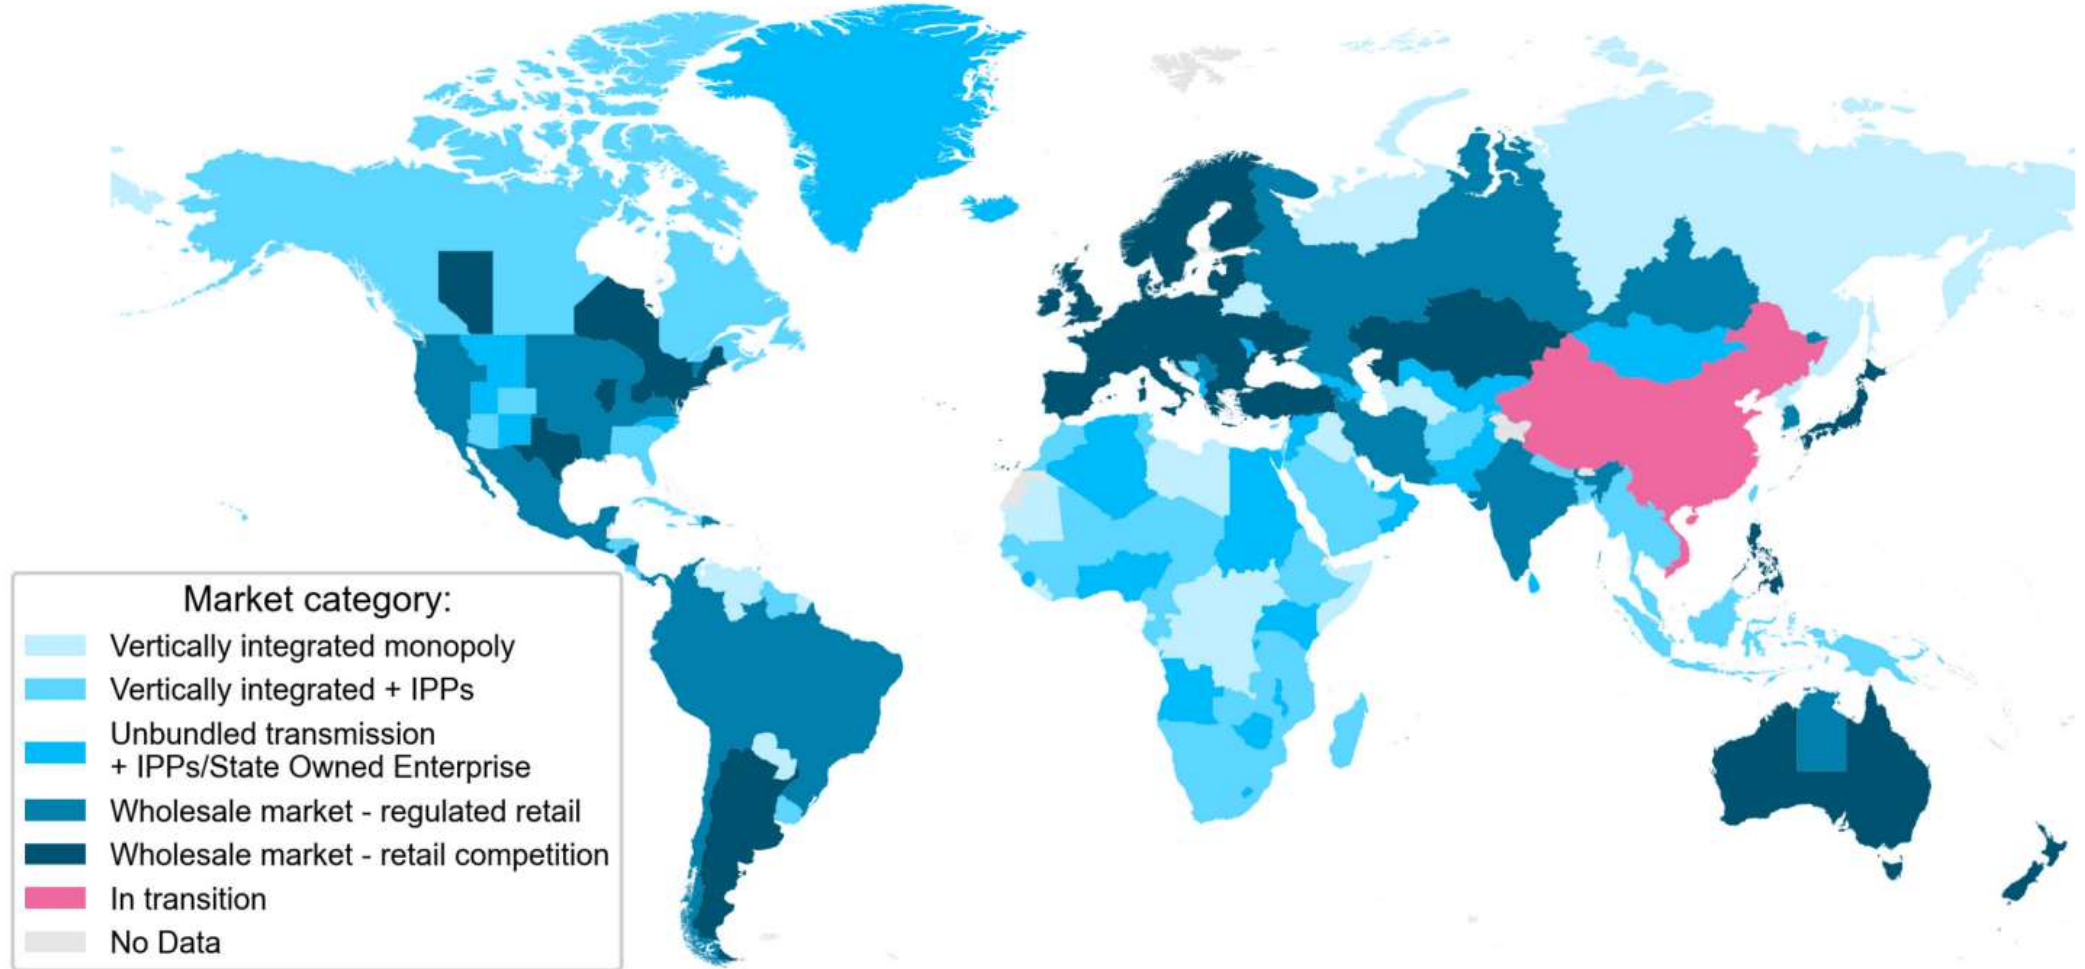 Market category:
Vertically integrated monopoly
Vertically integrated + IPPs
Unbundled transmission
+ IPPs/State Owned Enterprise
Wholesale market - regulated retail
Wholesale market - retail competition
In transition
No Data